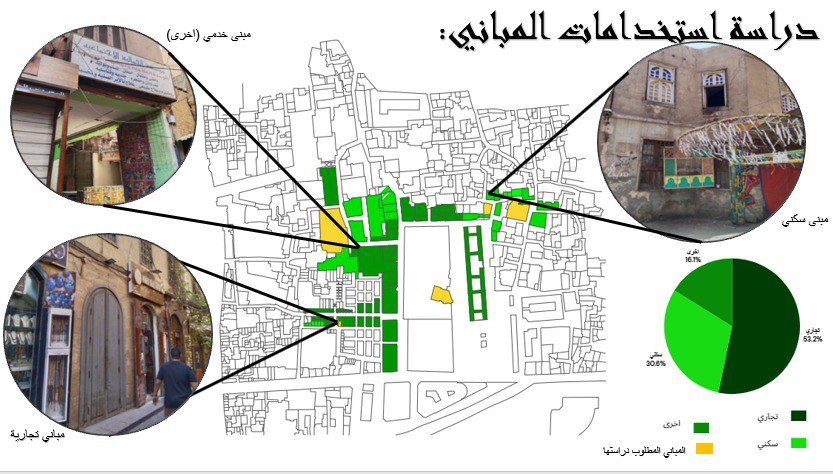 دراسة استخدامات المباني:
مبنى خدمي (اخرى)
مبنى سكني
مباني تجارية
اخرى
16.1%
تجاري
53.2%
سكني
30.6%
تجاري
اخرى
سكني
المباني المطلوب دراستها